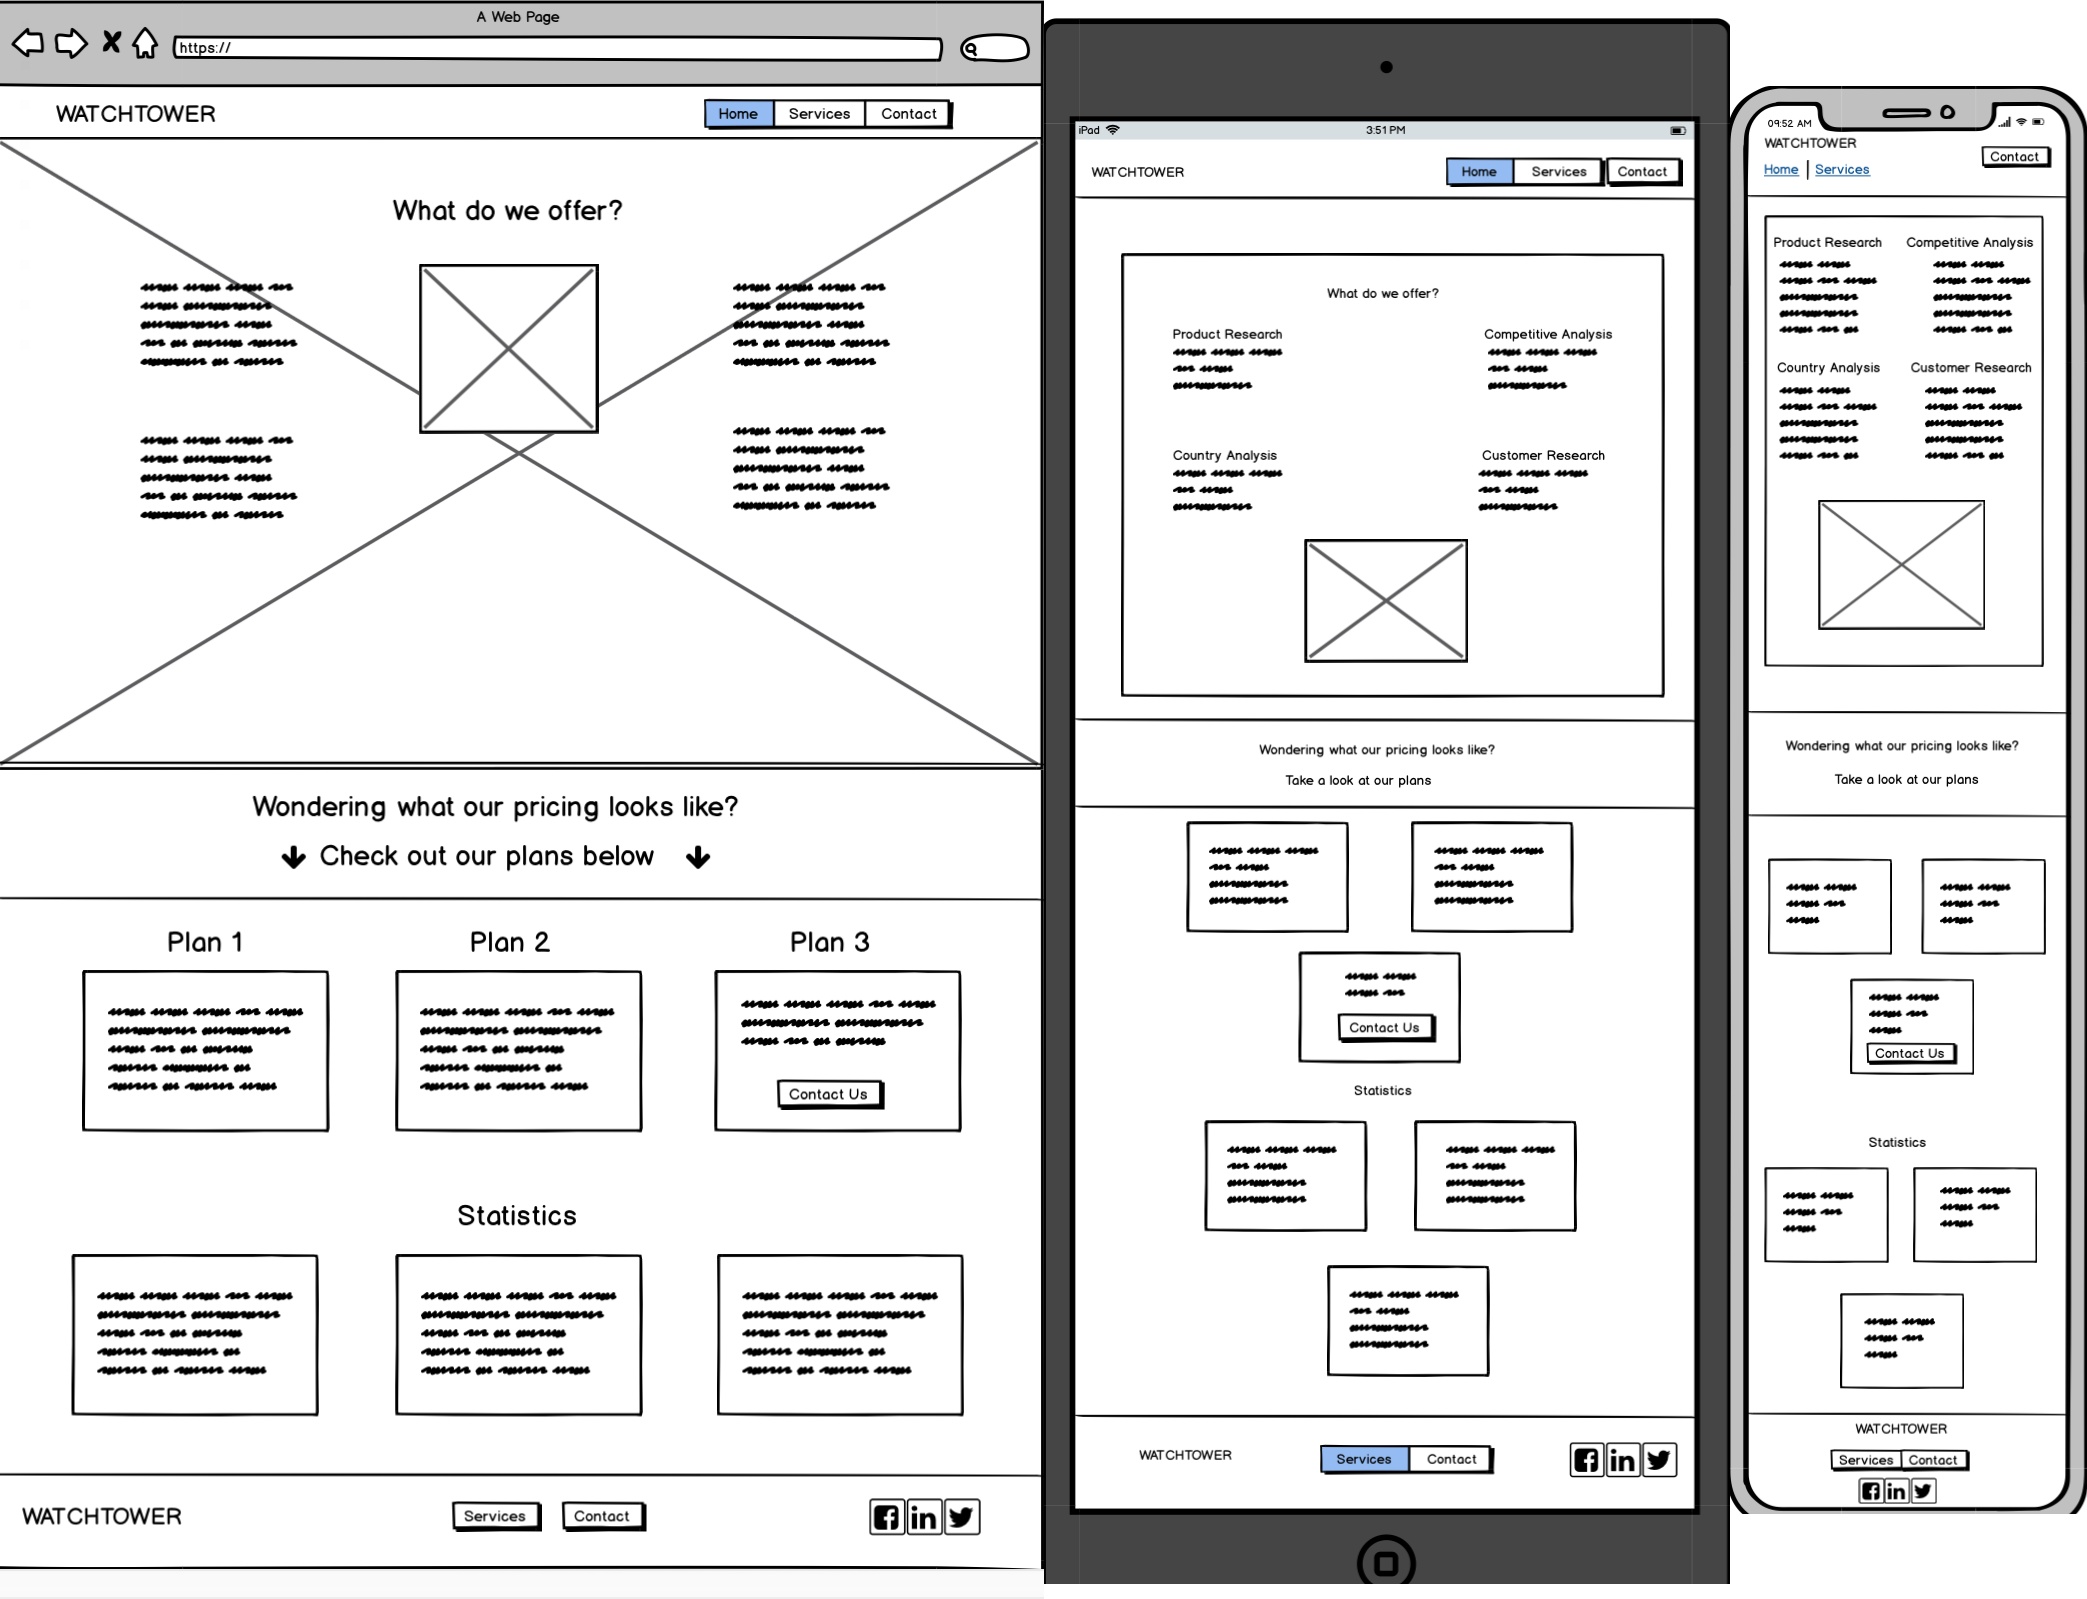 A Web Page
https://
WATCHTOWER
Home Services Contact
What do we offer?
Wondering what our pricing looks like?
Check out our plans below
Plan 1 Plan 2 Plan 3
Contact Us
Statistics
WATCHTOWER
Services Contact
iPad 3:51 PM
WATCHTOWER
Home Services Contact
What do we offer?
Product Research Competitive Analysis
Country Analysis Customer Research
Wondering what our pricing looks like?
Take a look at our plans
Contact Us
Statistics
WATCHTOWER
Services Contact
09:52 AM
WATCHTOWER
Contact
Home Services
Product Research Competitive Analysis
Country Analysis Customer Research
Wondering what our pricing looks like?
Take a look at our plans
Contact Us
Statistics
WATCHTOWER
Services Contact